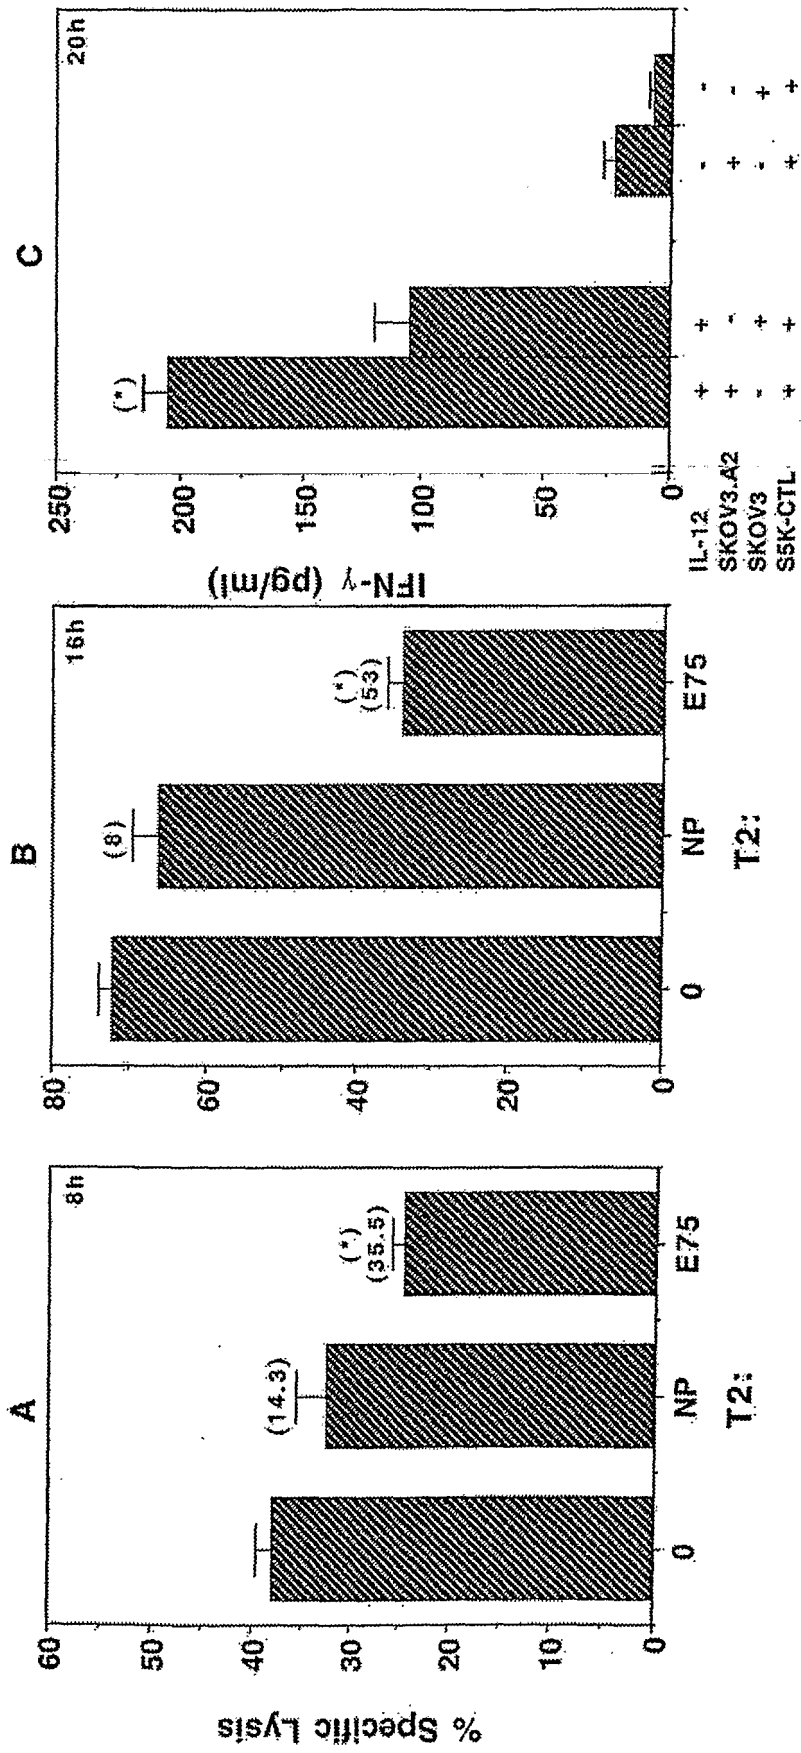 A
8h
% Specific Lysis
60
50
40
30
20
10
0
(14.3)
(*)
(35.5)
0 NP E75
T2:
B
16h
80
60
40
20
0
(8)
(*)
(53)
0 NP E75
T2:
C
20h
IFN-γ (pg/ml)
250
200
150
100
50
0
(*)
IL-12 + + - -
SKOV3.A2 + - + -
SKOV3 - + - +
S5K-CTL + + + +